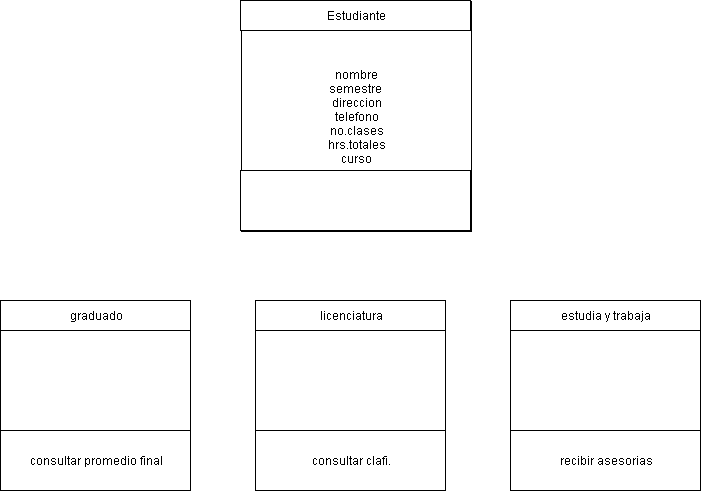 Estudiante
nombre
semestre
direccion
telefono
no.clases
hrs.totales
curso
graduado
licenciatura
estudia y trabaja
consultar promedio final
consultar clafi.
recibir asesorias